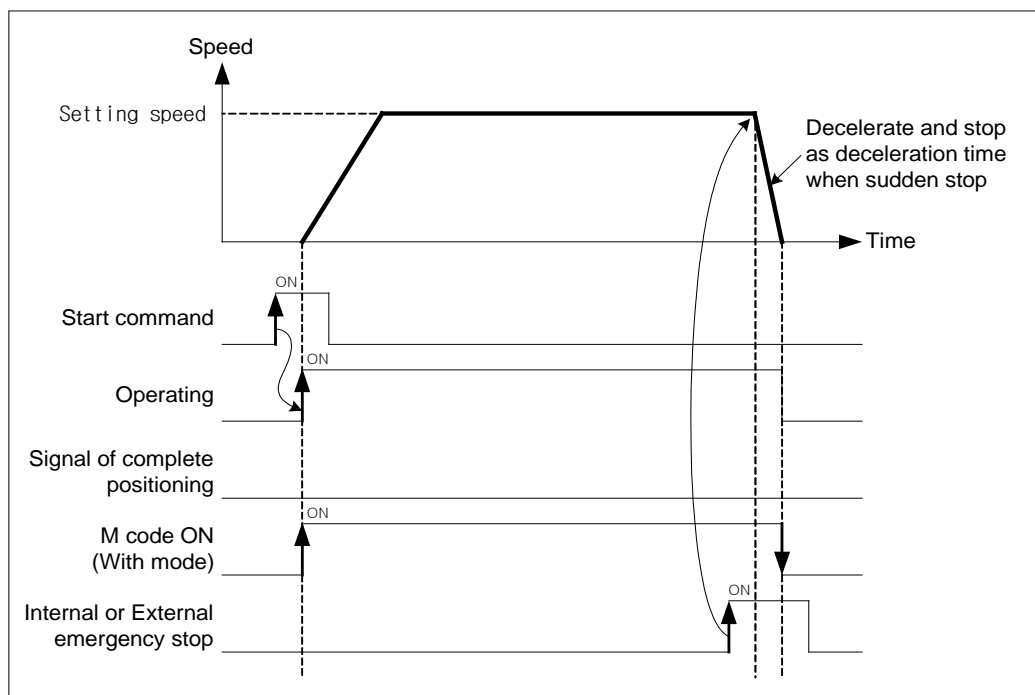 Speed
Setting speed
Decelerate and stop
as deceleration time
when sudden stop
Time
ON
Start command
ON
Operating
Signal of complete
positioning
ON
M code ON
(With mode)
ON
Internal or External
emergency stop